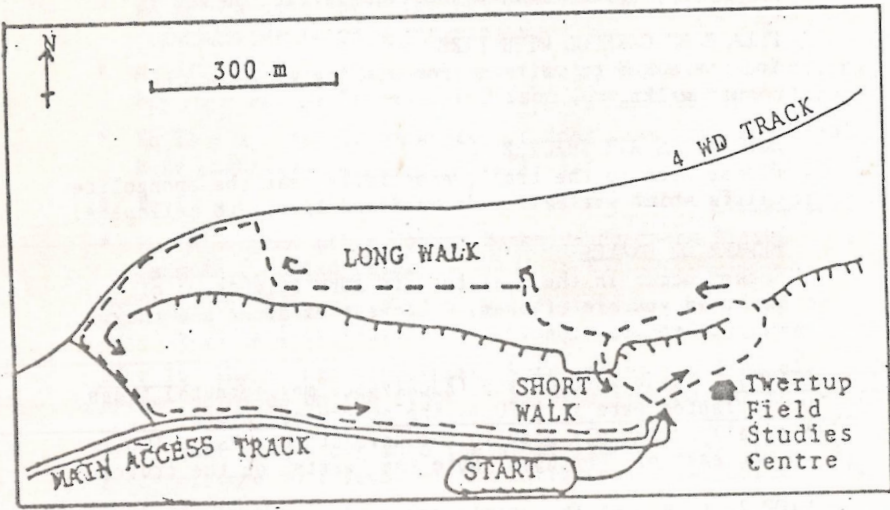 N
300 m
4 WD TRACK
LONG WALK
SHORT
WALK
Twertup
Field
Studies
Centre
MAIN ACCESS TRACK
START